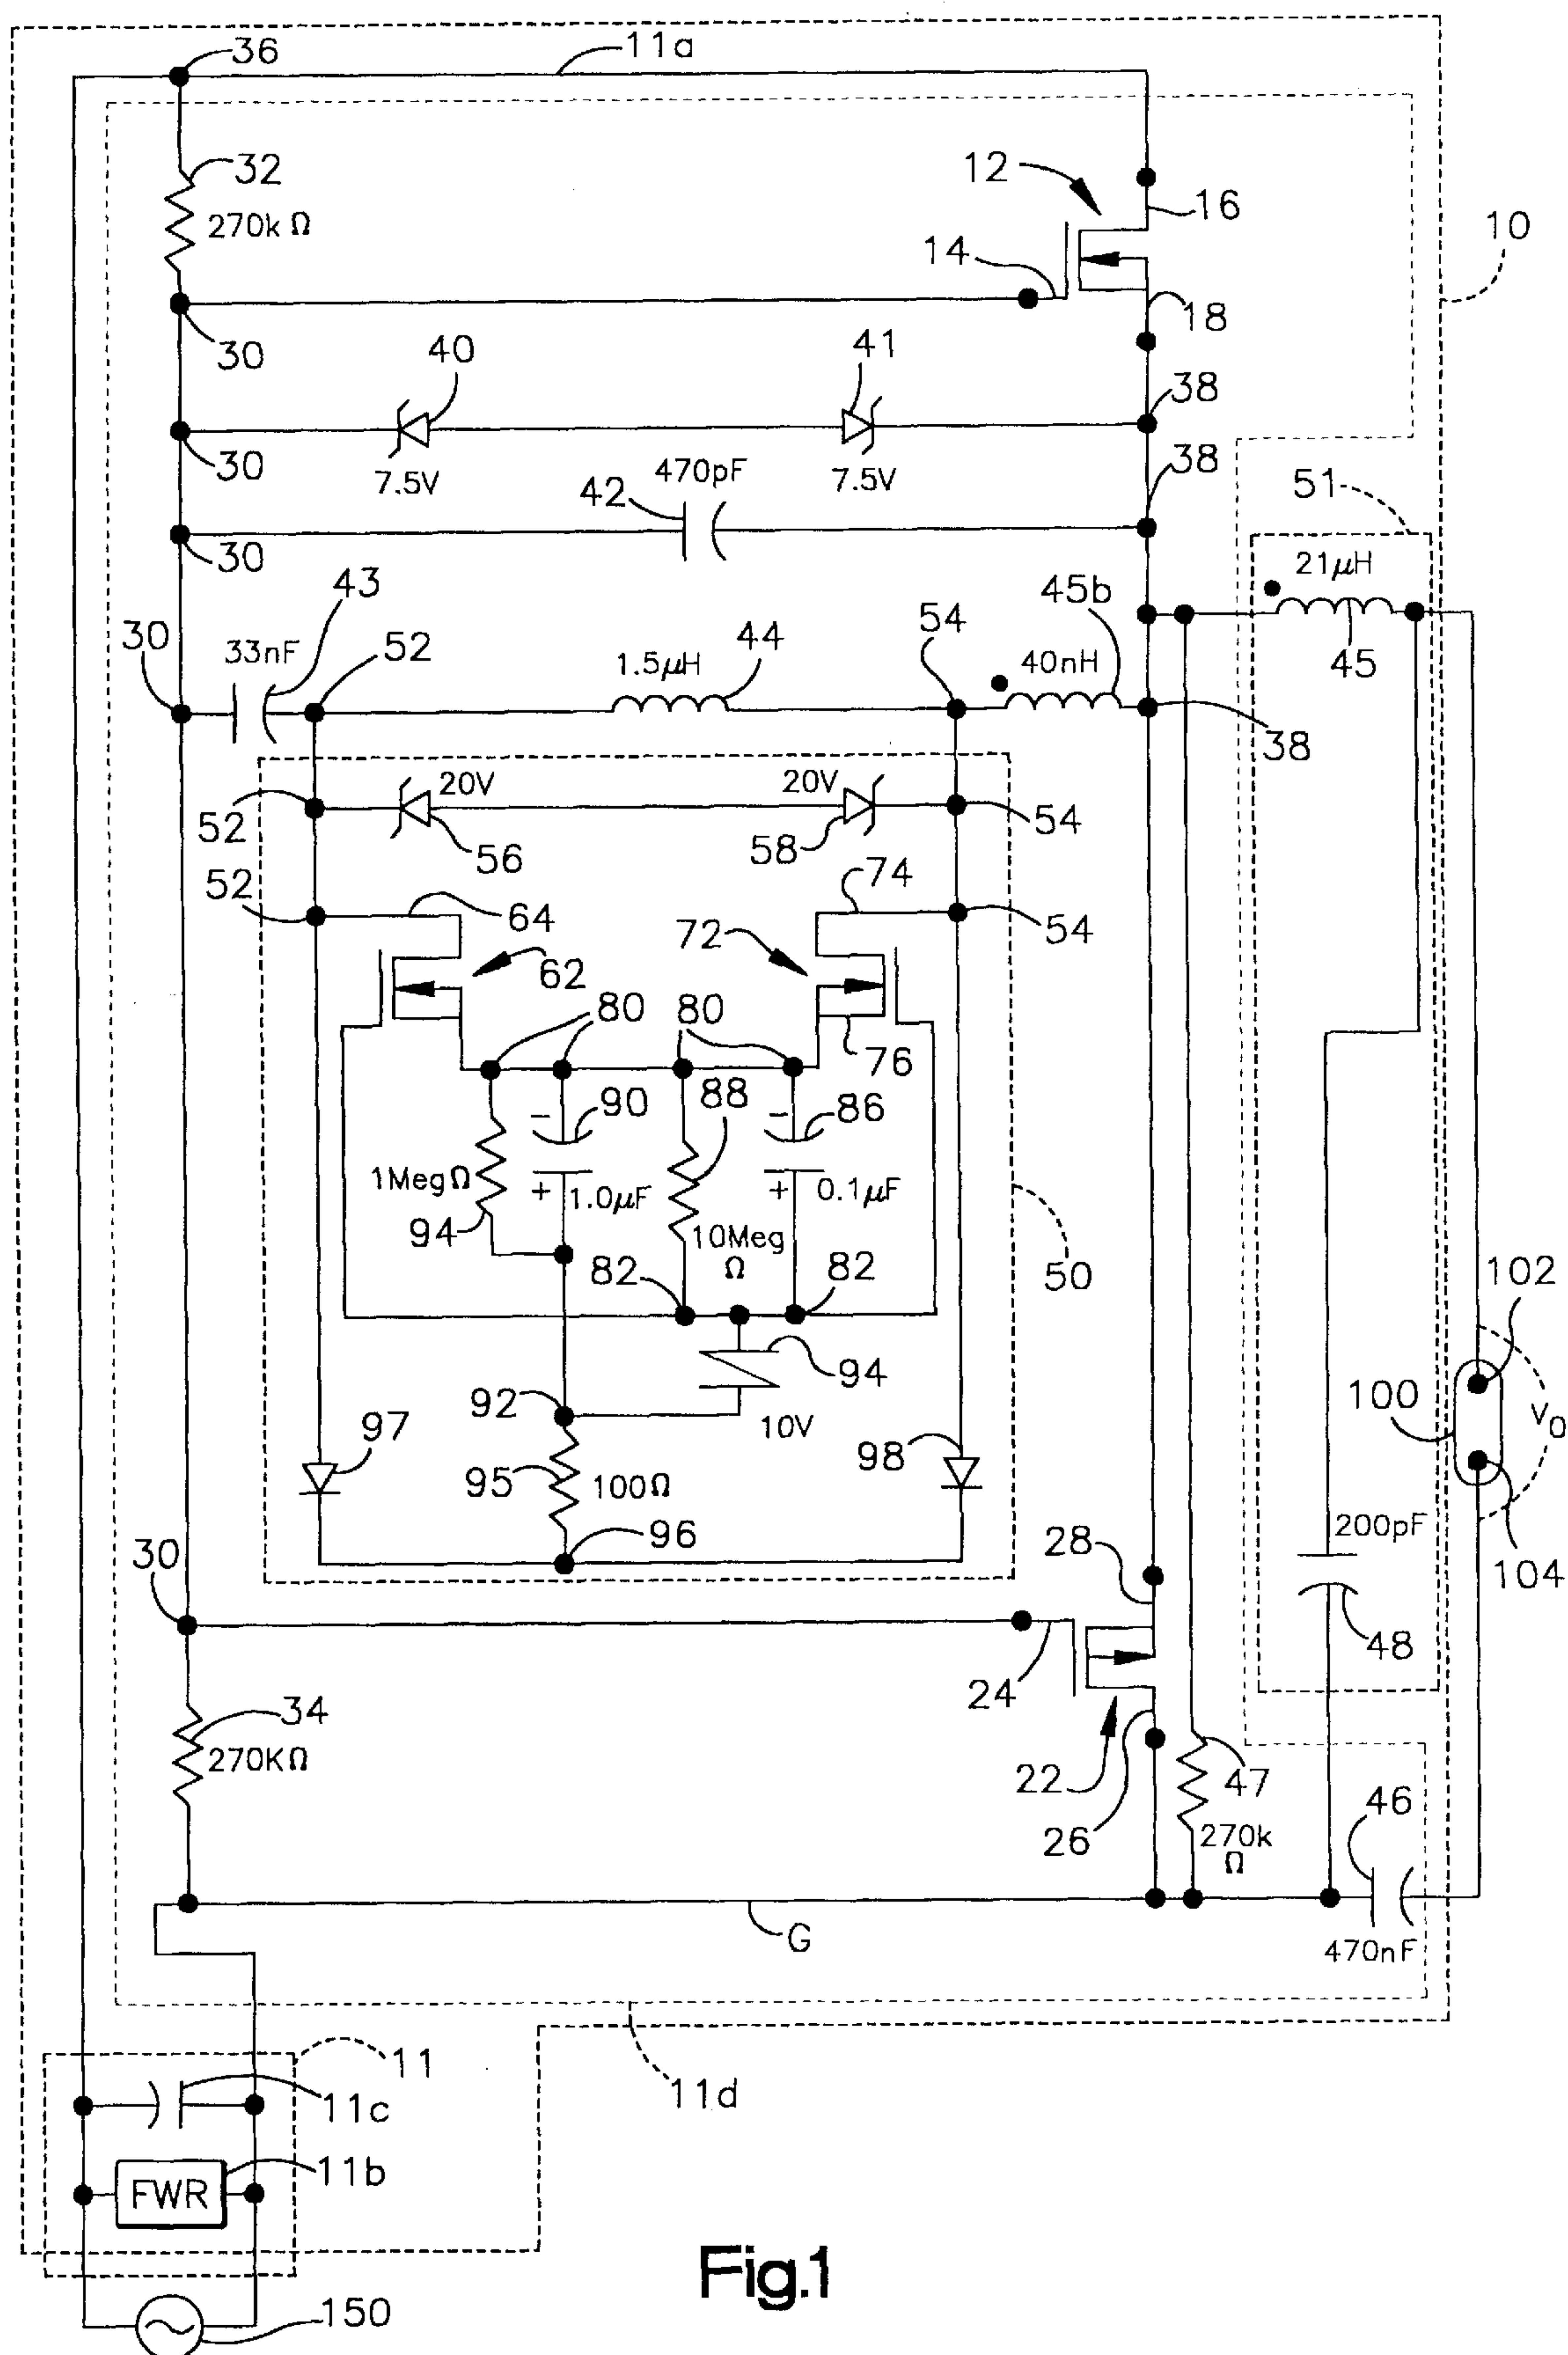 36
11a
32
270k Ω
12
16
10
14
18
30
40
41
38
7.5V
7.5V
30
470pF
42
38
51
30
43
21μH
45b
30
33nF
52
1.5μH
44
54
40nH
45
38
20V
20V
52
56
58
54
52
64
74
62
72
54
80
80
76
−
90
88
−
86
1MegΩ
+
1.0μF
+
0.1μF
94
10Meg
Ω
82
82
50
102
94
92
10V
100
V0
97
95
100Ω
98
200pF
104
96
28
30
24
48
34
270KΩ
22
47
46
26
270k
Ω
G
470nF
11
11c
11d
11b
FWR
150
Fig.1